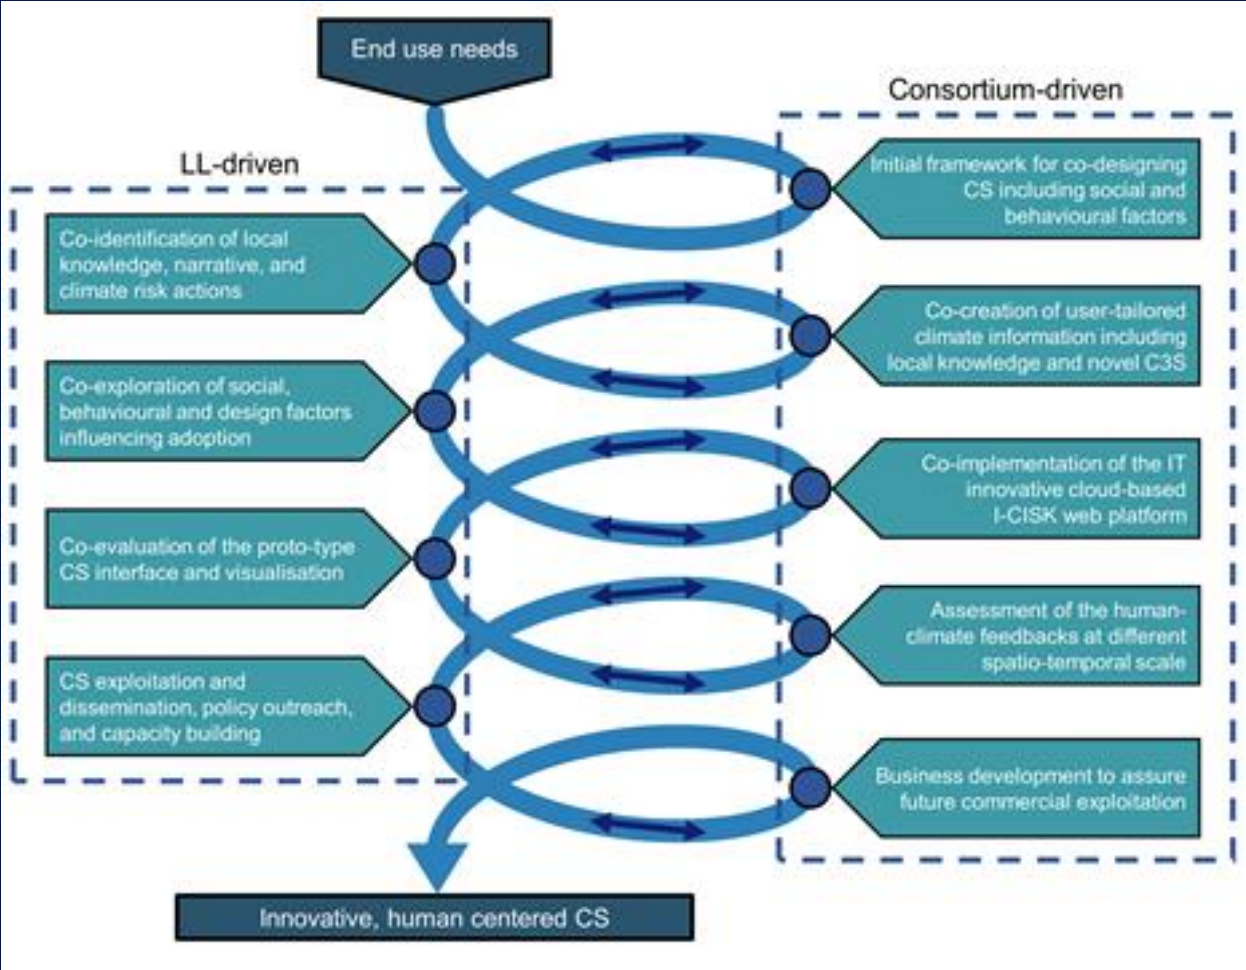 End use needs
Consortium-driven
LL-driven
Initial framework for co-designing
CS including social and
behavioural factors
Co-identification of local
knowledge, narrative, and
climate risk actions
Co-creation of user-tailored
climate information including
local knowledge and novel C3S
Co-exploration of social,
behavioural and design factors
influencing adoption
Co-implementation of the IT
innovative cloud-based
I-CISK web platform
Co-evaluation of the proto-type
CS interface and visualisation
Assessment of the human-
climate feedbacks at different
spatio-temporal scale
CS exploitation and
dissemination, policy outreach,
and capacity building
Business development to assure
future commercial exploitation
Innovative, human centered CS